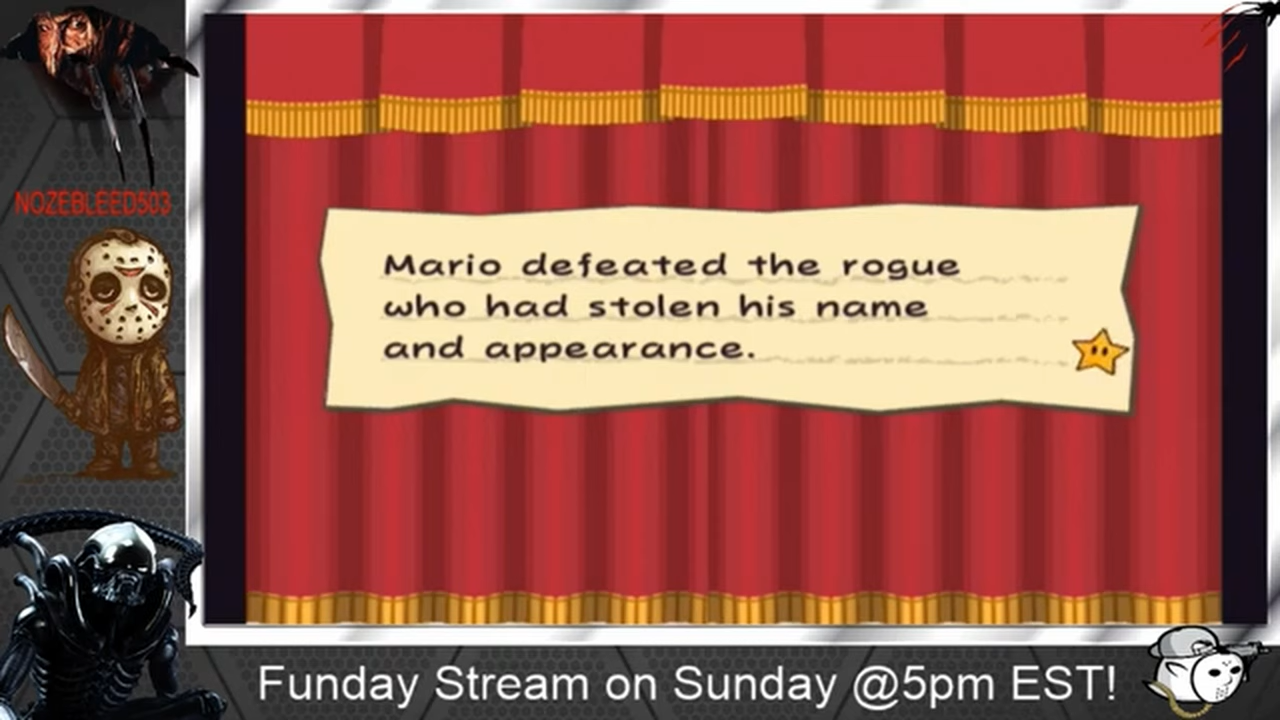 NOZEBLEED503
Mario defeated the rogue
who had stolen his name
and appearance.
Funday Stream on Sunday @5pm EST!